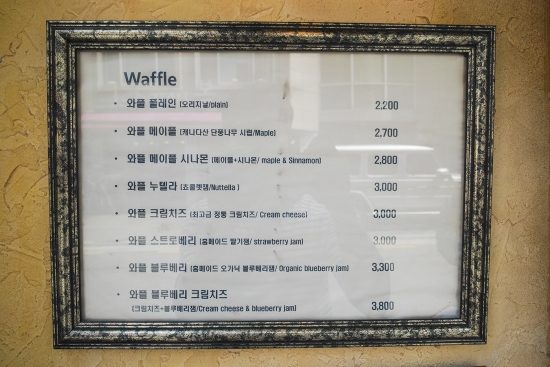 Waffle
• 와플 플레인 (오리지날/plain) 2,200
• 와플 메이플 (캐나다산 단풍나무 시럽/Maple) 2,700
• 와플 메이플 시나몬 (메이플+시나몬/ maple & Sinnamon) 2,800
• 와플 누텔라 (쵸콜렛잼/Nuttella ) 3,000
• 와플 크림치즈 (최고급 정통 크림치즈/ Cream cheese) 3,000
• 와플 스트로베리 (홈메이드 딸기잼/ strawberry jam) 3,000
• 와플 블루베리 (홈메이드 오가닉 블루베리잼/ Organic blueberry jam) 3,300
• 와플 블루베리 크림치즈
(크림치즈+블루베리잼/Cream cheese & blueberry jam) 3,800